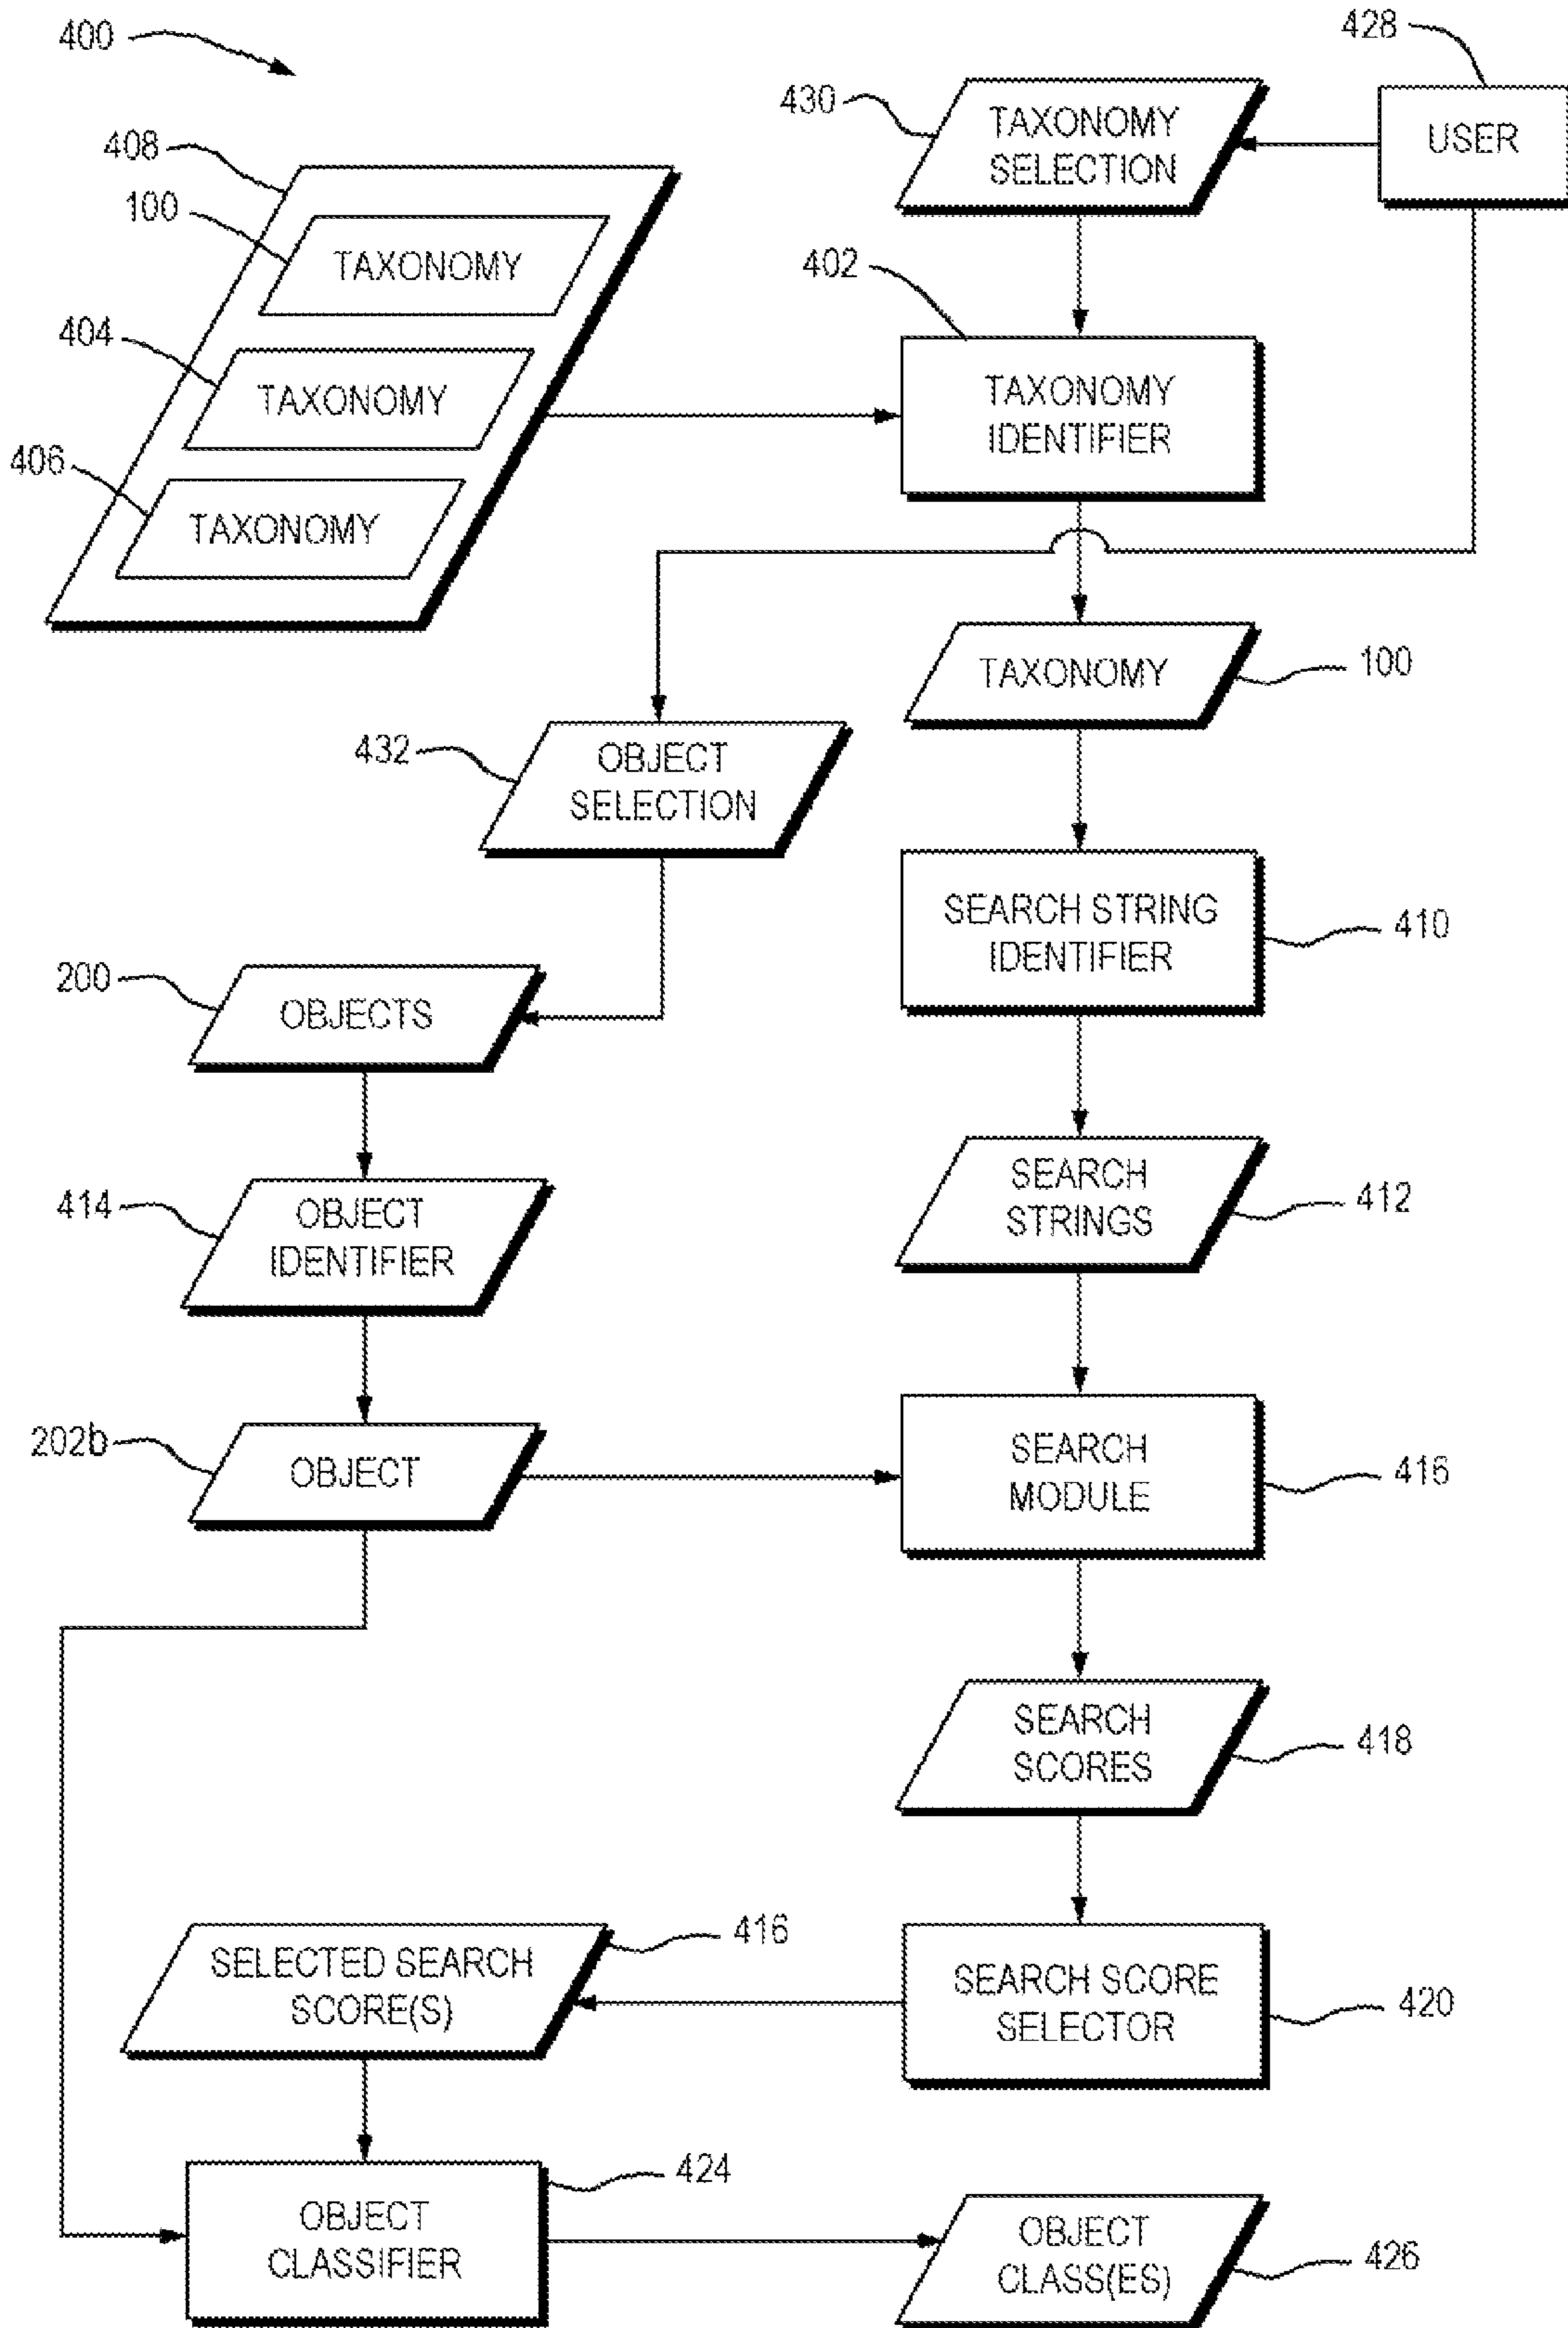 400
428
430
TAXONOMY
SELECTION
USER
408
100
TAXONOMY
402
404
TAXONOMY
TAXONOMY
IDENTIFIER
406
TAXONOMY
TAXONOMY
100
432
OBJECT
SELECTION
SEARCH STRING
IDENTIFIER
410
200
OBJECTS
SEARCH
STRINGS
412
414
OBJECT
IDENTIFIER
202b
OBJECT
SEARCH
MODULE
416
SEARCH
SCORES
418
SELECTED SEARCH
SCORE(S)
416
SEARCH SCORE
SELECTOR
420
424
OBJECT
CLASSIFIER
OBJECT
CLASS(ES)
426